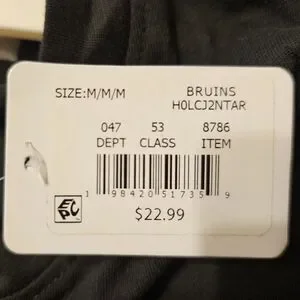 SIZE:M/M/M
BRUINS
H0LCJ2NTAR
047 53 8786
DEPT CLASS ITEM
EPC
1 98420 51735 9
$22.99